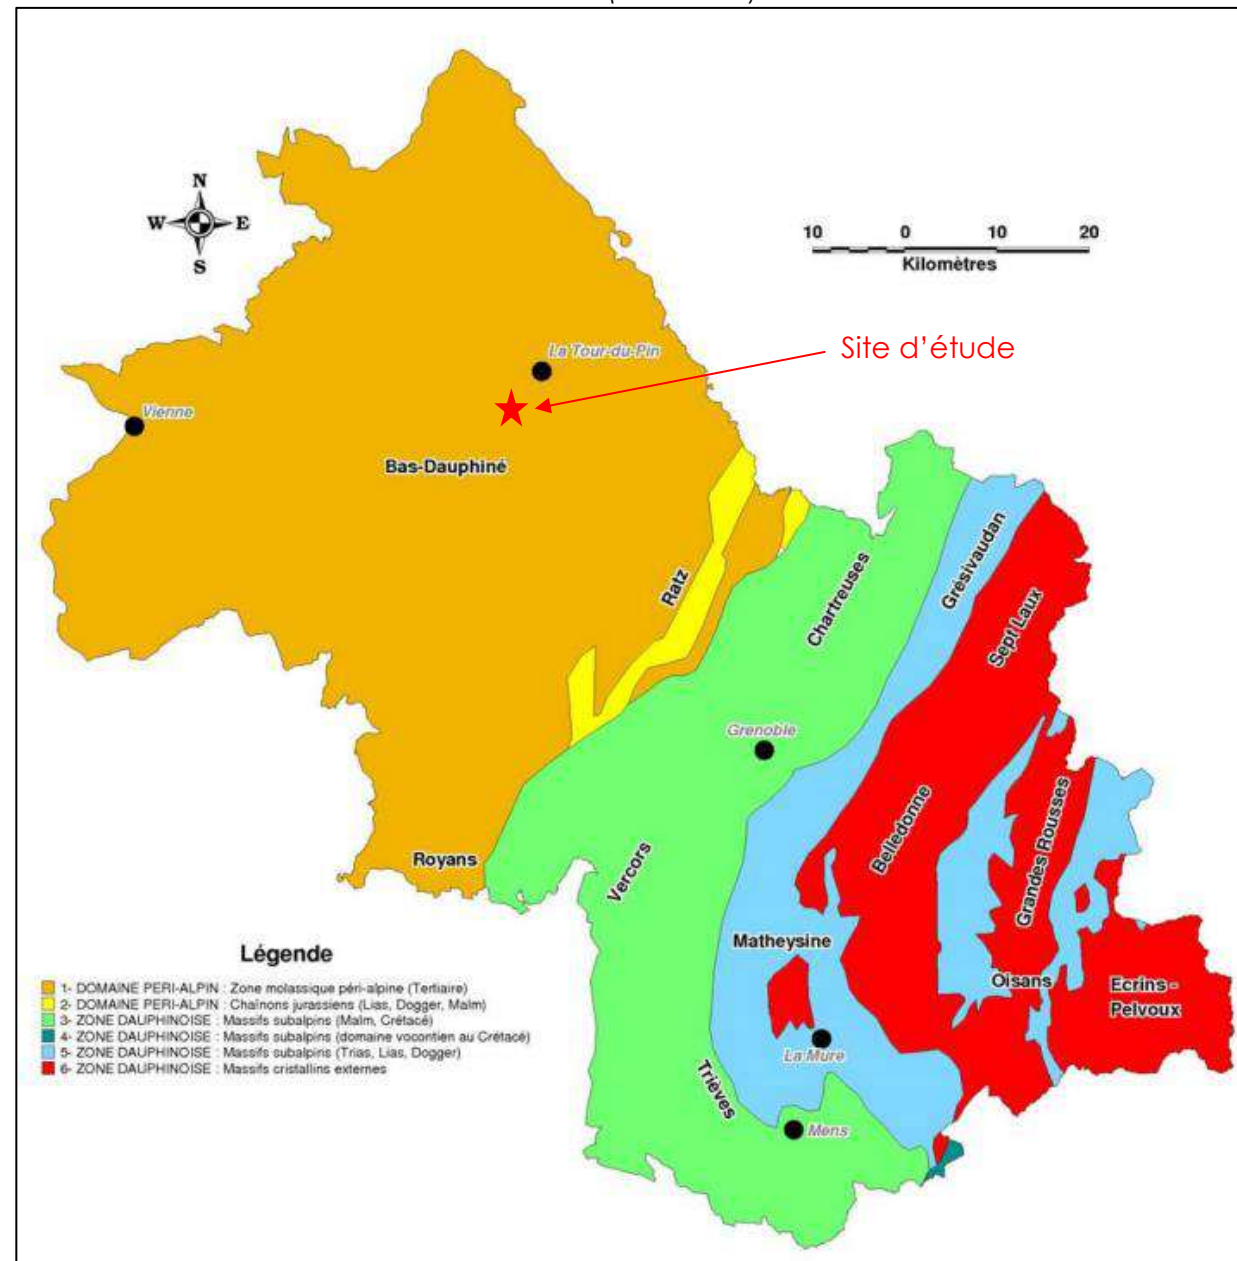 N
W E
S
10 0 10 20
Kilomètres
Site d'étude
La Tour-du-Pin
Vienne
Bas-Dauphiné
Ratz
Chartreuses
Grésivaudan
Sept Laux
Grenoble
Belledonne
Grandes Rousses
Royans
Vercors
Matheysine
Oisans
Ecrins -
Pelvoux
La Mure
Trièves
Mens
Légende
1- DOMAINE PERI-ALPIN : Zone molassique péri-alpine (Tertiaire)
2- DOMAINE PERI-ALPIN : Chaînons jurassiens (Lias, Dogger, Malm)
3- ZONE DAUPHINOISE : Massifs subalpins (Malm, Crétacé)
4- ZONE DAUPHINOISE : Massifs subalpins (domaine vocontien au Crétacé)
5- ZONE DAUPHINOISE : Massifs subalpins (Trias, Lias, Dogger)
6- ZONE DAUPHINOISE : Massifs cristallins externes